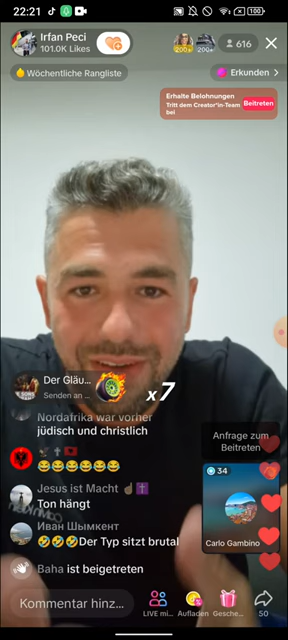 22:21
100
Irfan Peci
101.0K Likes
200+
200+
616
Wöchentliche Rangliste
Erkunden >
Erhalte Belohnungen
Tritt dem Creator*in-Team bei
Beitreten
Der Gläu...
Senden an ...
x7
Nordafrika war vorher
jüdisch und christlich
😂😂😂😂😂😂
Jesus ist Macht ☝🏽✝️
Ton hängt
Иван Шымкент
🤣🤣🤣Der Typ sitzt brutal
Baha ist beigetreten
Anfrage zum
Beitreten
34
Carlo Gambino
Kommentar hinz...
LIVE mi...
Aufladen
Gesche...
50